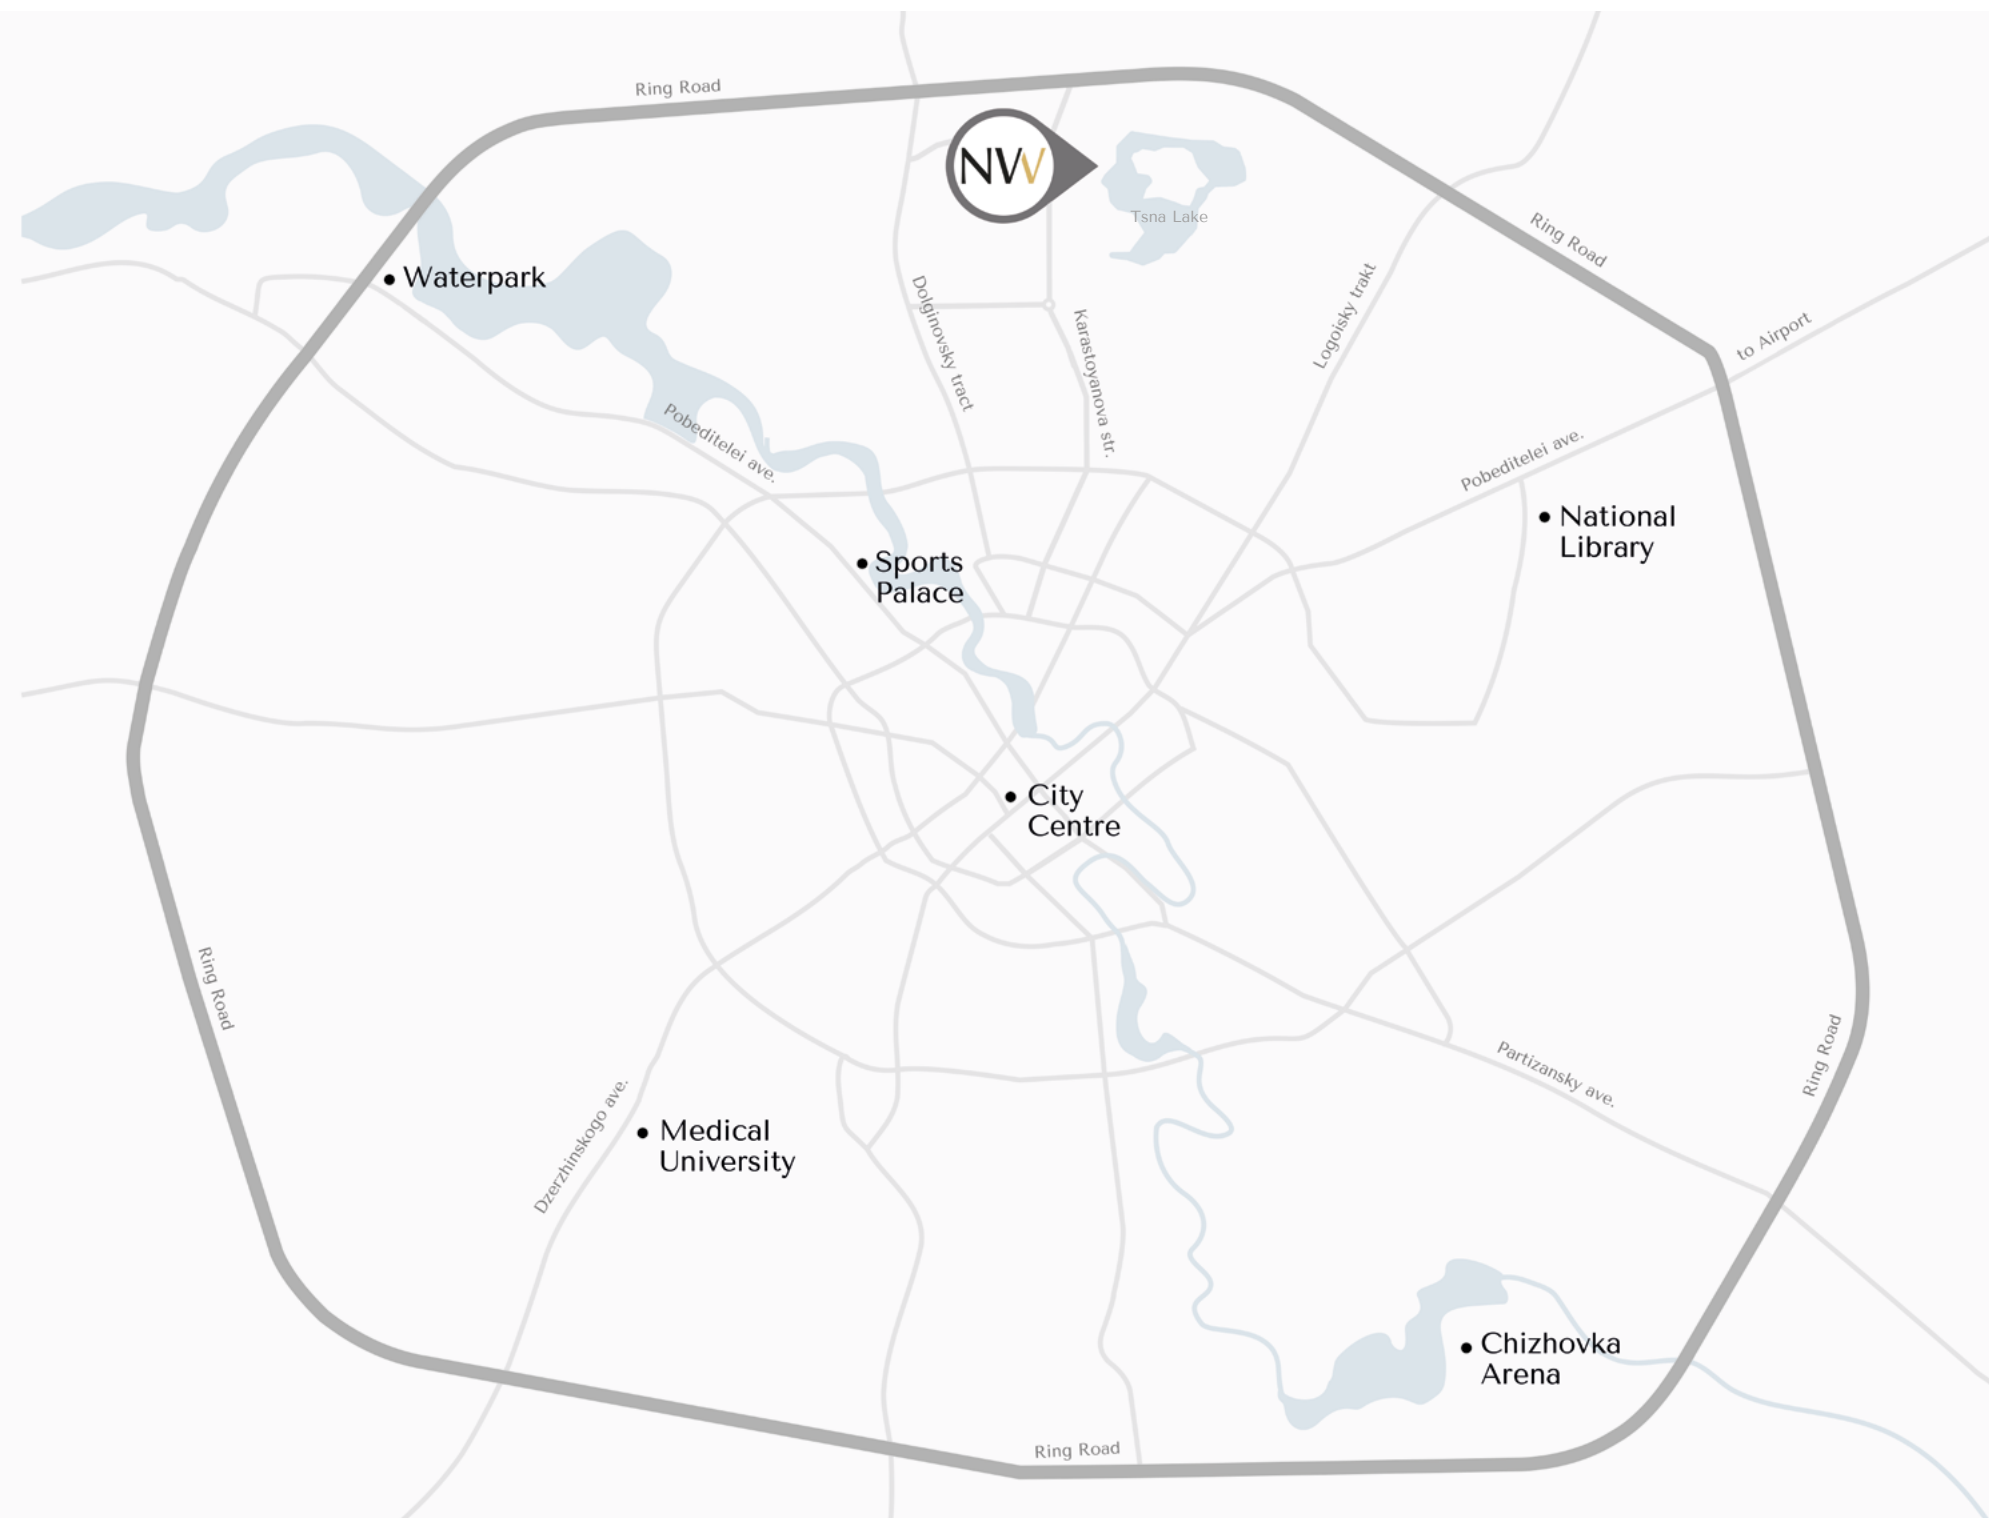 Ring Road
NW
Tsna Lake
Ring Road
Waterpark
Dolginovsky tract
Karastoyanova str.
Logoisky trakt
to Airport
Pobeditelei ave.
Pobeditelei ave.
National
Library
Sports
Palace
City
Centre
Ring Road
Ring Road
Partizansky ave.
Dzerzhinskogo ave.
Medical
University
Chizhovka
Arena
Ring Road